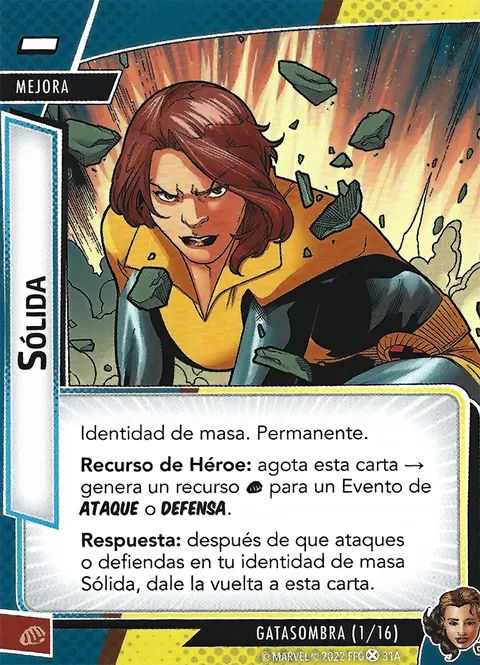 MEJORA
SÓLIDA
Identidad de masa. Permanente.
Recurso de Héroe: agota esta carta →
genera un recurso para un Evento de
ATAQUE o DEFENSA.
Respuesta: después de que ataques
o defiendas en tu identidad de masa
Sólida, dale la vuelta a esta carta.
GATASOMBRA (1/16)
© MARVEL © 2022 FFG 31A